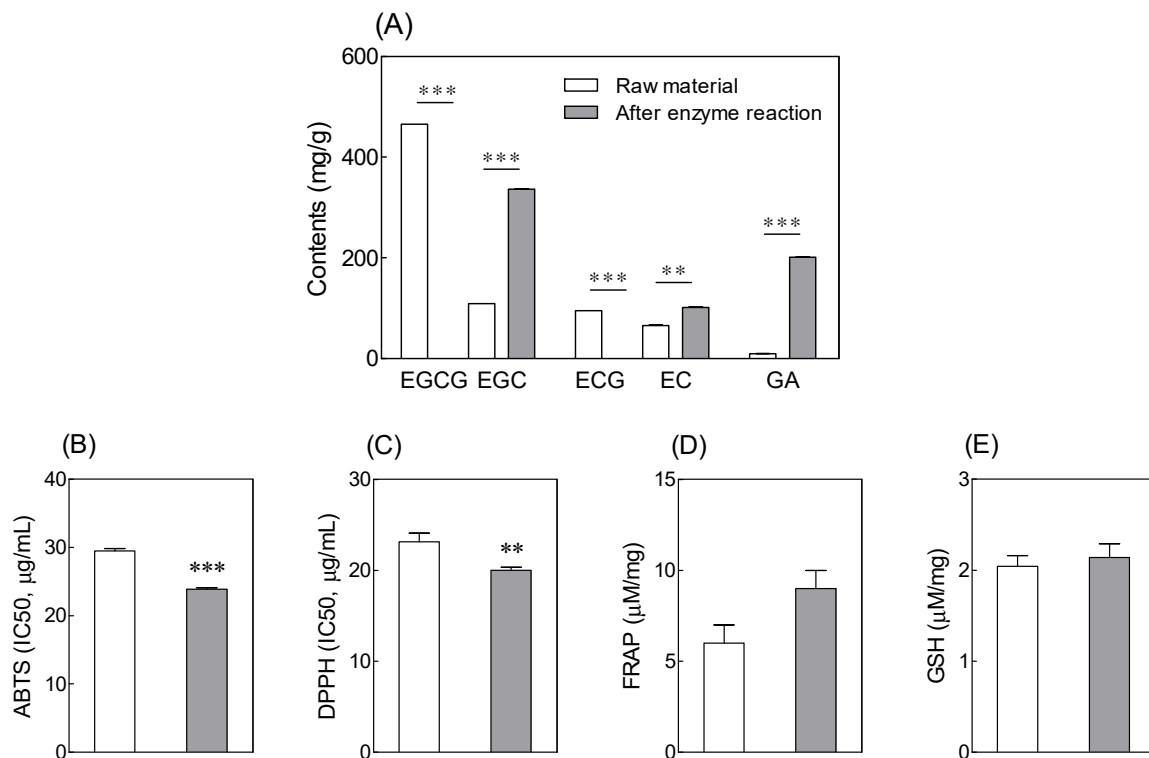 (A)
600
400
200
0
Contents (mg/g)
Raw material
After enzyme reaction
*** *** *** ** ***
EGCG EGC ECG EC GA
(B)
40
30
20
10
0
ABTS (IC50, μg/mL)
***
(C)
30
20
10
0
DPPH (IC50, μg/mL)
**
(D)
15
10
5
0
FRAP (μM/mg)
(E)
3
2
1
0
GSH (μM/mg)